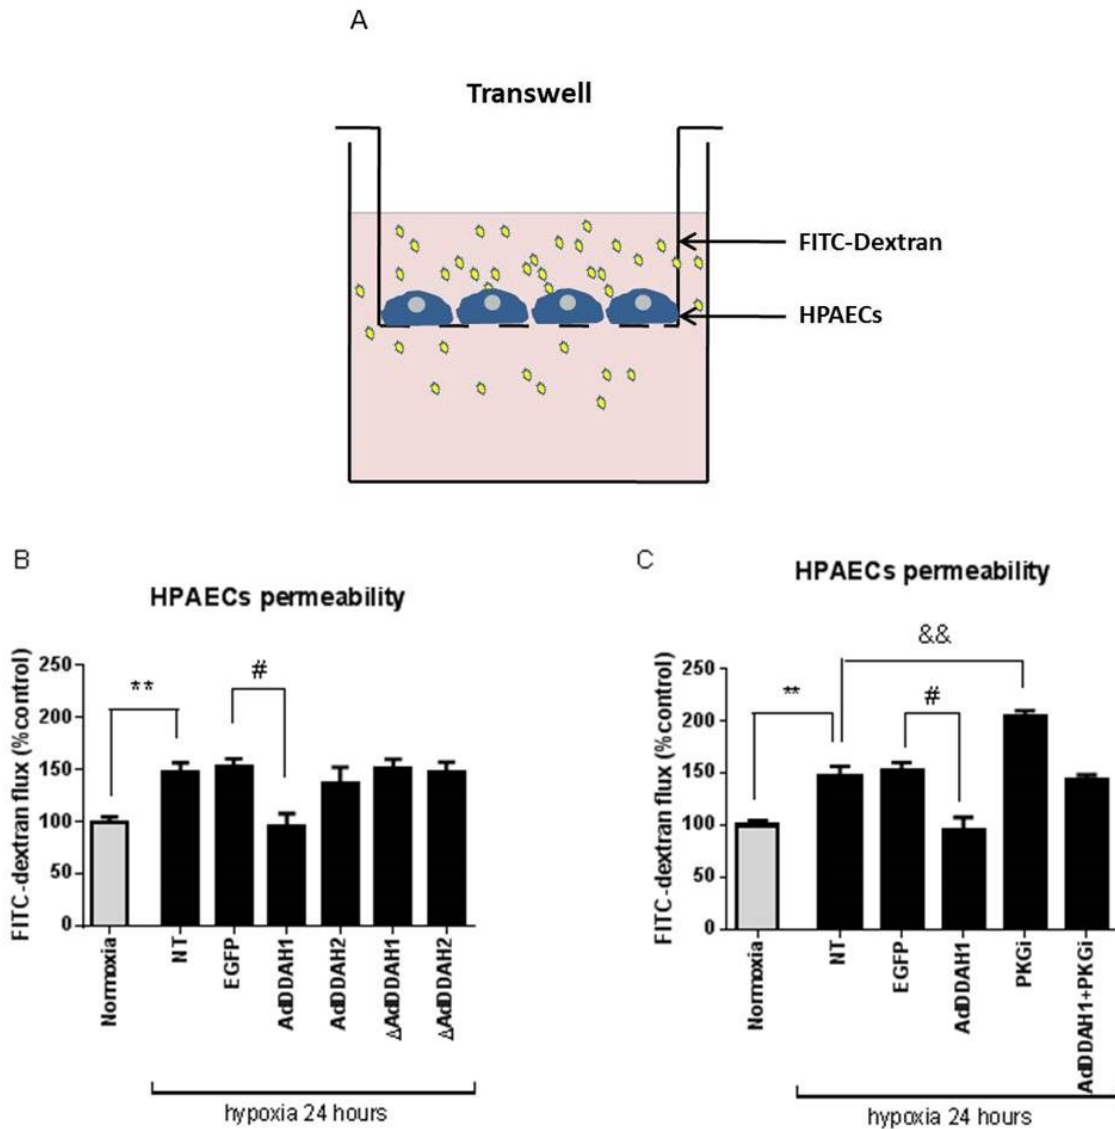 A
Transwell
FITC-Dextran
HPAECs
B
HPAECs permeability
FITC-dextran flux (%control)
250
200
150
100
50
0
**
#
Normoxia
NT
EGFP
AdDDAH1
AdDDAH2
ΔAdDDAH1
ΔAdDDAH2
hypoxia 24 hours
C
HPAECs permeability
FITC-dextran flux (%control)
250
200
150
100
50
0
**
&&
#
Normoxia
NT
EGFP
AdDDAH1
PKGi
AdDDAH1+PKGi
hypoxia 24 hours